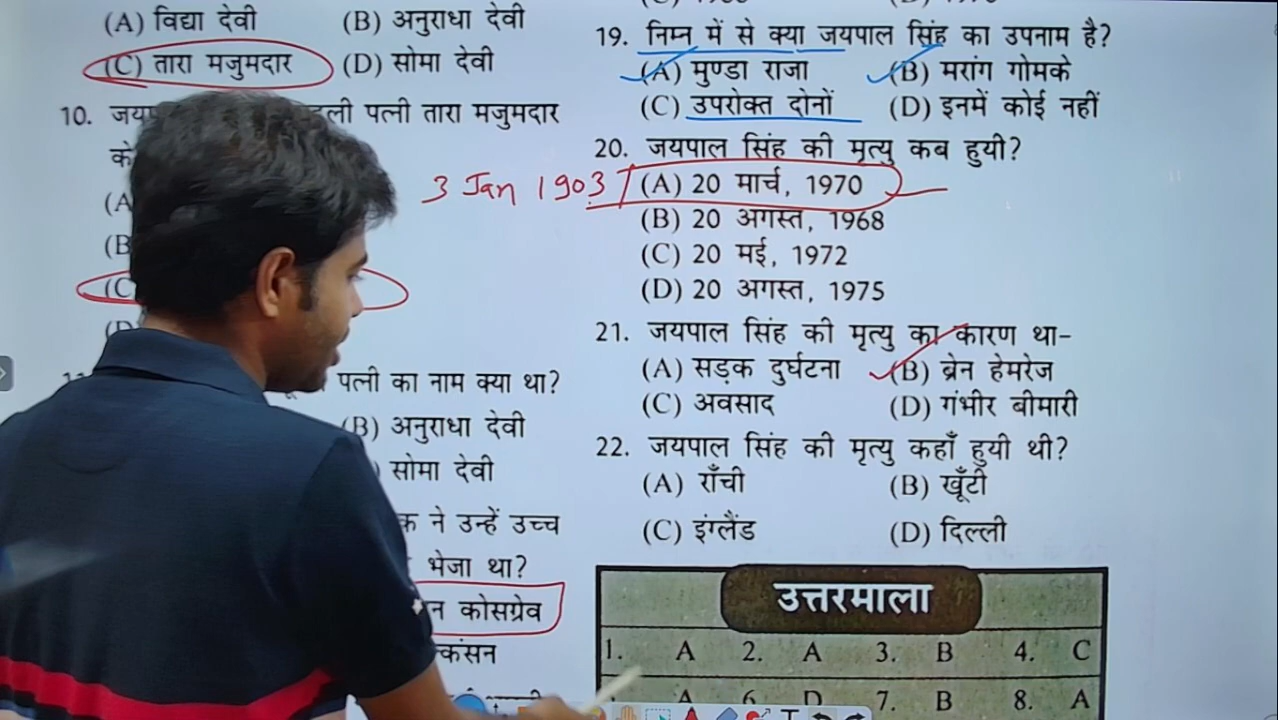 (A) विद्या देवी (B) अनुराधा देवी
(C) तारा मजुमदार (D) सोमा देवी
10. पत्नी तारा मजुमदार
(B
(C
पत्नी का नाम क्या था?
(B) अनुराधा देवी
सोमा देवी
ने उन्हें उच्च
भेजा था?
कोसग्रेव
19. निम्न में से क्या जयपाल सिंह का उपनाम है?
(A) मुण्डा राजा (B) मरांग गोमके
(C) उपरोक्त दोनों (D) इनमें कोई नहीं
20. जयपाल सिंह की मृत्यु कब हुयी?
3 Jan 1903 (A) 20 मार्च, 1970
(B) 20 अगस्त, 1968
(C) 20 मई, 1972
(D) 20 अगस्त, 1975
21. जयपाल सिंह की मृत्यु का कारण था-
(A) सड़क दुर्घटना (B) ब्रेन हेमरेज
(C) अवसाद (D) गंभीर बीमारी
22. जयपाल सिंह की मृत्यु कहाँ हुयी थी?
(A) राँची (B) खूँटी
(C) इंग्लैंड (D) दिल्ली
उत्तरमाला
1. A 2. A 3. B 4. C
A 6. D 7. B 8. A